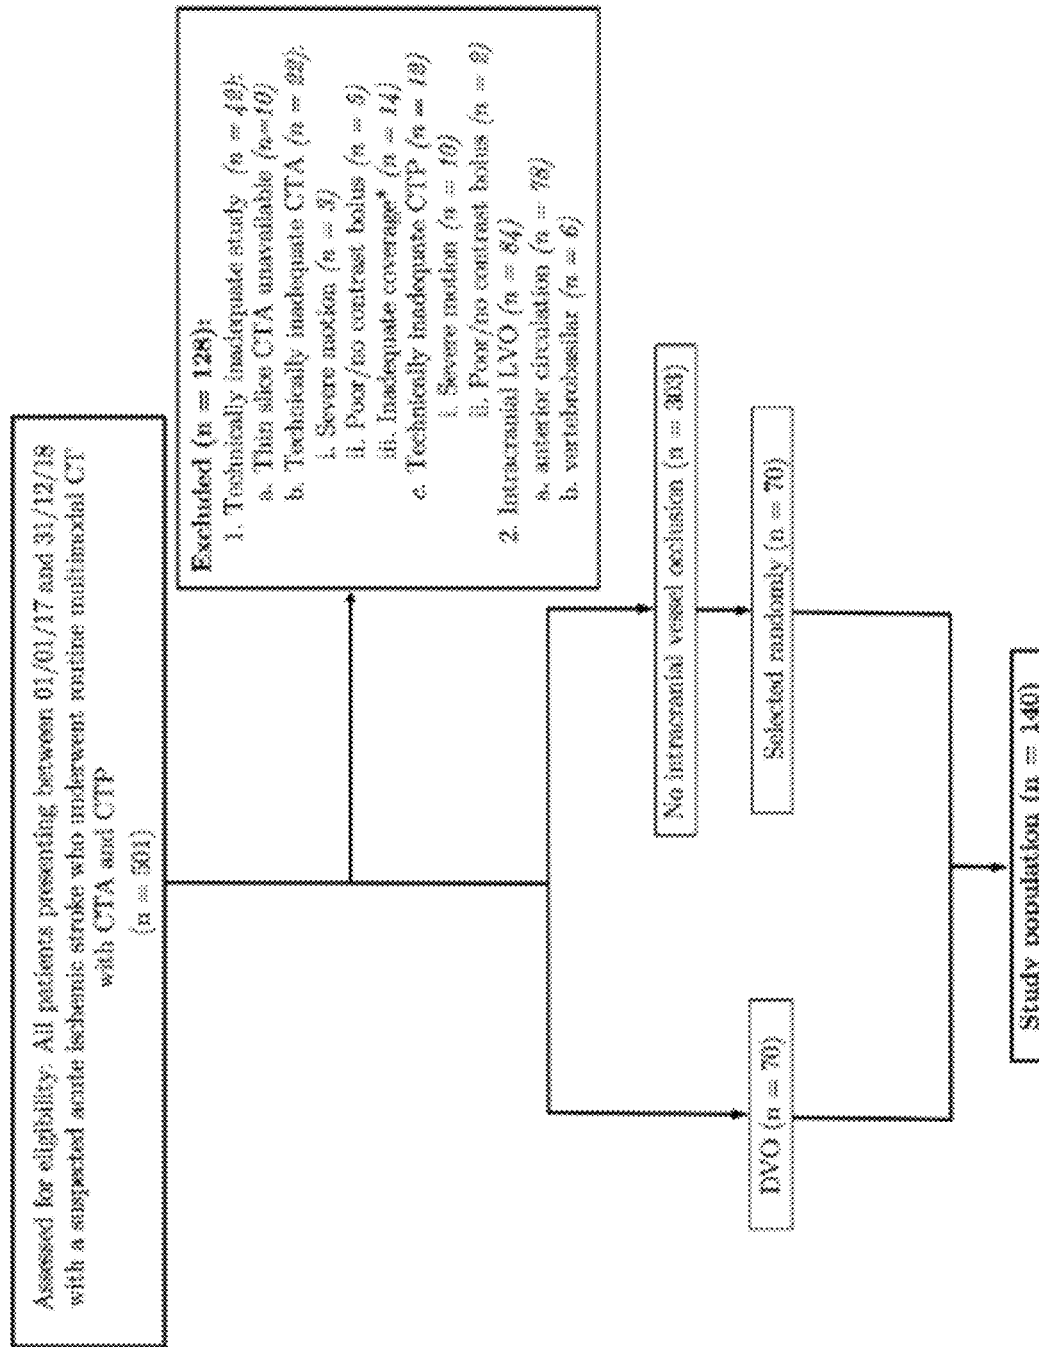 Assessed for eligibility: All patients presenting between 01/01/17 and 31/12/18
with a suspected acute ischemic stroke who underwent routine multimodal CT
with CTA and CTP
(n = 501)
Excluded (n = 128):
1. Technically inadequate study (n =
a. Thin slice CTA unavailable (n=10)
b. Technically inadequate CTA (n = 22):
i. Severe motion (n = 3)
ii. Poor/no contrast bolus (n = 5)
iii. Inadequate coverage* (n = 14)
c. Technically inadequate CTP (n = 12)
i. Severe motion (n = 10)
ii. Poor/no contrast bolus (n = 2)
2. Intracranial LVO (n = 84)
a. anterior circulation (n = 78)
b. vertebrobasilar (n = 6)
No intracranial vessel occlusion (n = 303)
DVO (n = 70)
Selected randomy (n = 70)
Study population (n = 140)